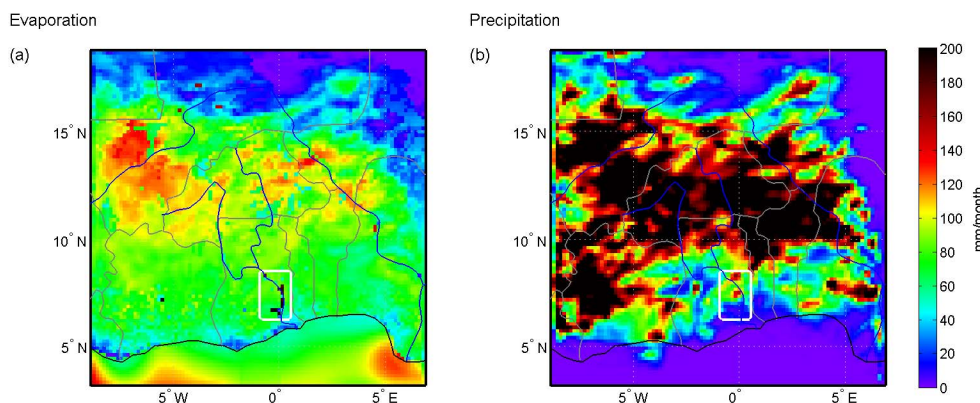 Evaporation
Precipitation
(a)
(b)
15° N
10° N
5° N
5° W
0°
5° E
15° N
10° N
5° N
5° W
0°
5° E
200
180
160
140
120
100
80
60
40
20
0
mm/month